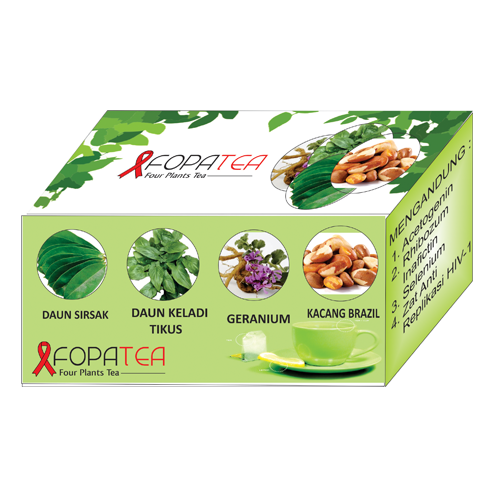 FOPATEA
Four Plants Tea
DAUN SIRSAK
DAUN KELADI
TIKUS
GERANIUM
KACANG BRAZIL
FOPATEA
Four Plants Tea
MENGANDUNG :
1. Acetogenin
2. Rhibozum
Inafictin
3. Selenium
4. Zat Anti
Replikasi HIV-1